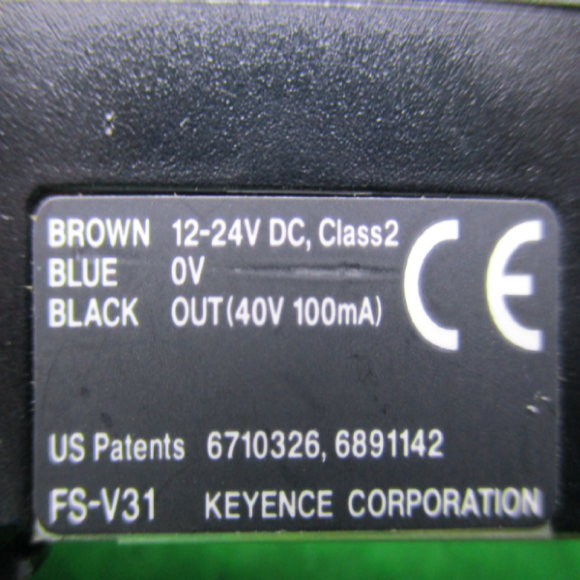 BROWN 12-24V DC, Class2
BLUE 0V
BLACK OUT(40V 100mA)
CE
US Patents 6710326, 6891142
FS-V31 KEYENCE CORPORATION